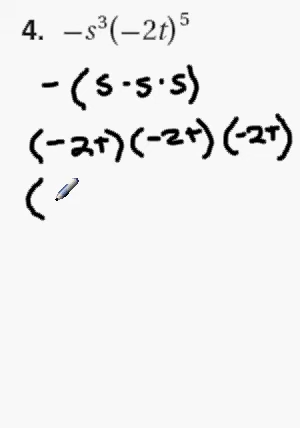 4. −s³(−2t)⁵
- (s · s · s)
(-2t)(-2t)(-2t)
(